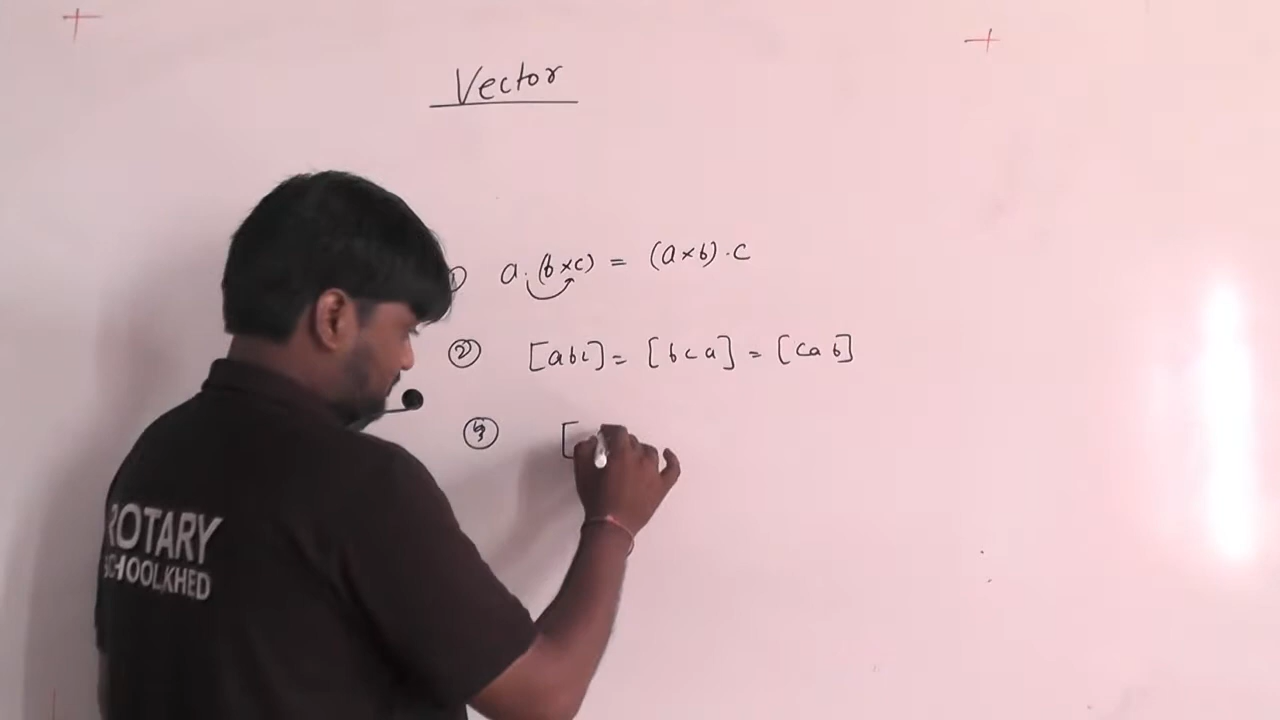 Vector
① a.(b×c) = (a×b).c
② [abc] = [bca] = [cab]
③ [
ROTARY
SCHOOL,KHED